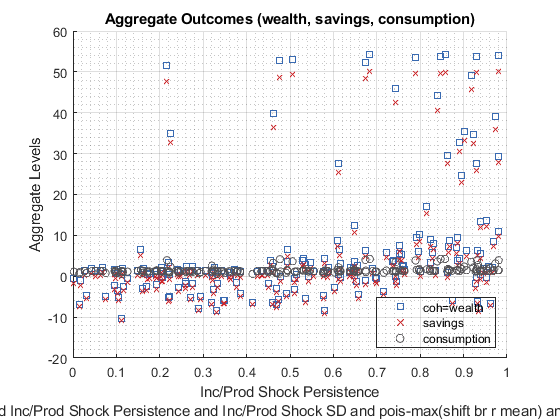 Aggregate Outcomes (wealth, savings, consumption)
60
50
40
30
20
10
0
-10
-20
Aggregate Levels
coh=wealth
savings
consumption
0 0.1 0.2 0.3 0.4 0.5 0.6 0.7 0.8 0.9 1
Inc/Prod Shock Persistence
d Inc/Prod Shock Persistence and Inc/Prod Shock SD and pois-max(shift br r mean) a